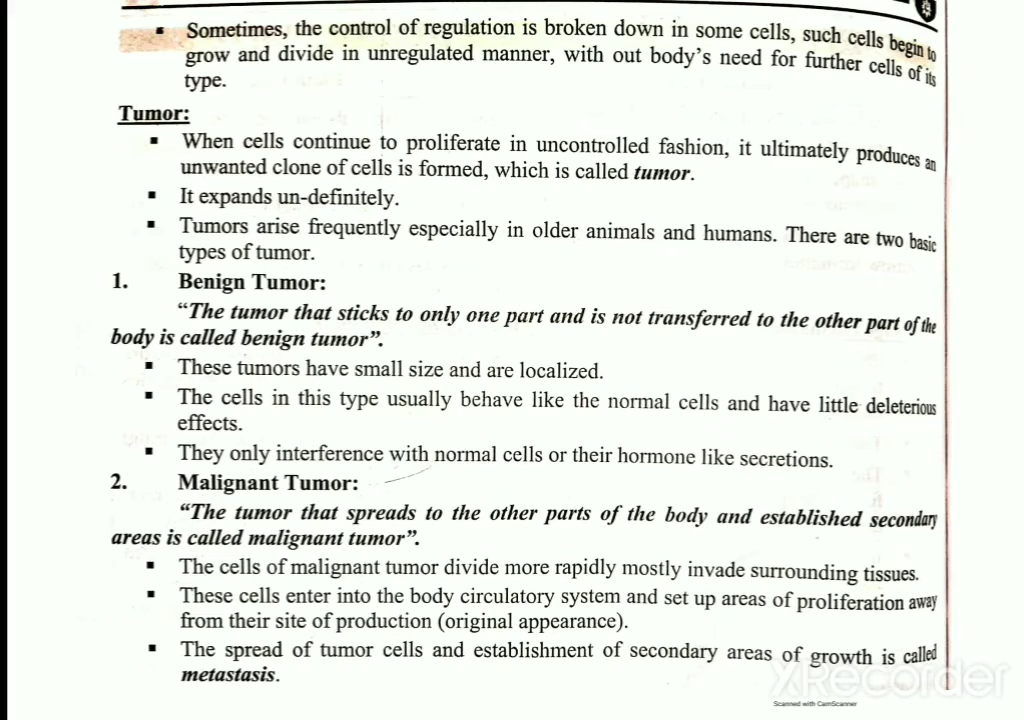 ▪ Sometimes, the control of regulation is broken down in some cells, such cells begin to
grow and divide in unregulated manner, with out body's need for further cells of its
type.
Tumor:
▪ When cells continue to proliferate in uncontrolled fashion, it ultimately produces an
unwanted clone of cells is formed, which is called tumor.
▪ It expands un-definitely.
▪ Tumors arise frequently especially in older animals and humans. There are two basic
types of tumor.
1. Benign Tumor:
“The tumor that sticks to only one part and is not transferred to the other part of the
body is called benign tumor”.
▪ These tumors have small size and are localized.
▪ The cells in this type usually behave like the normal cells and have little deleterious
effects.
▪ They only interference with normal cells or their hormone like secretions.
2. Malignant Tumor:
“The tumor that spreads to the other parts of the body and established secondary
areas is called malignant tumor”.
▪ The cells of malignant tumor divide more rapidly mostly invade surrounding tissues.
▪ These cells enter into the body circulatory system and set up areas of proliferation away
from their site of production (original appearance).
▪ The spread of tumor cells and establishment of secondary areas of growth is called
metastasis.
XRecorder
Scanned with CamScanner